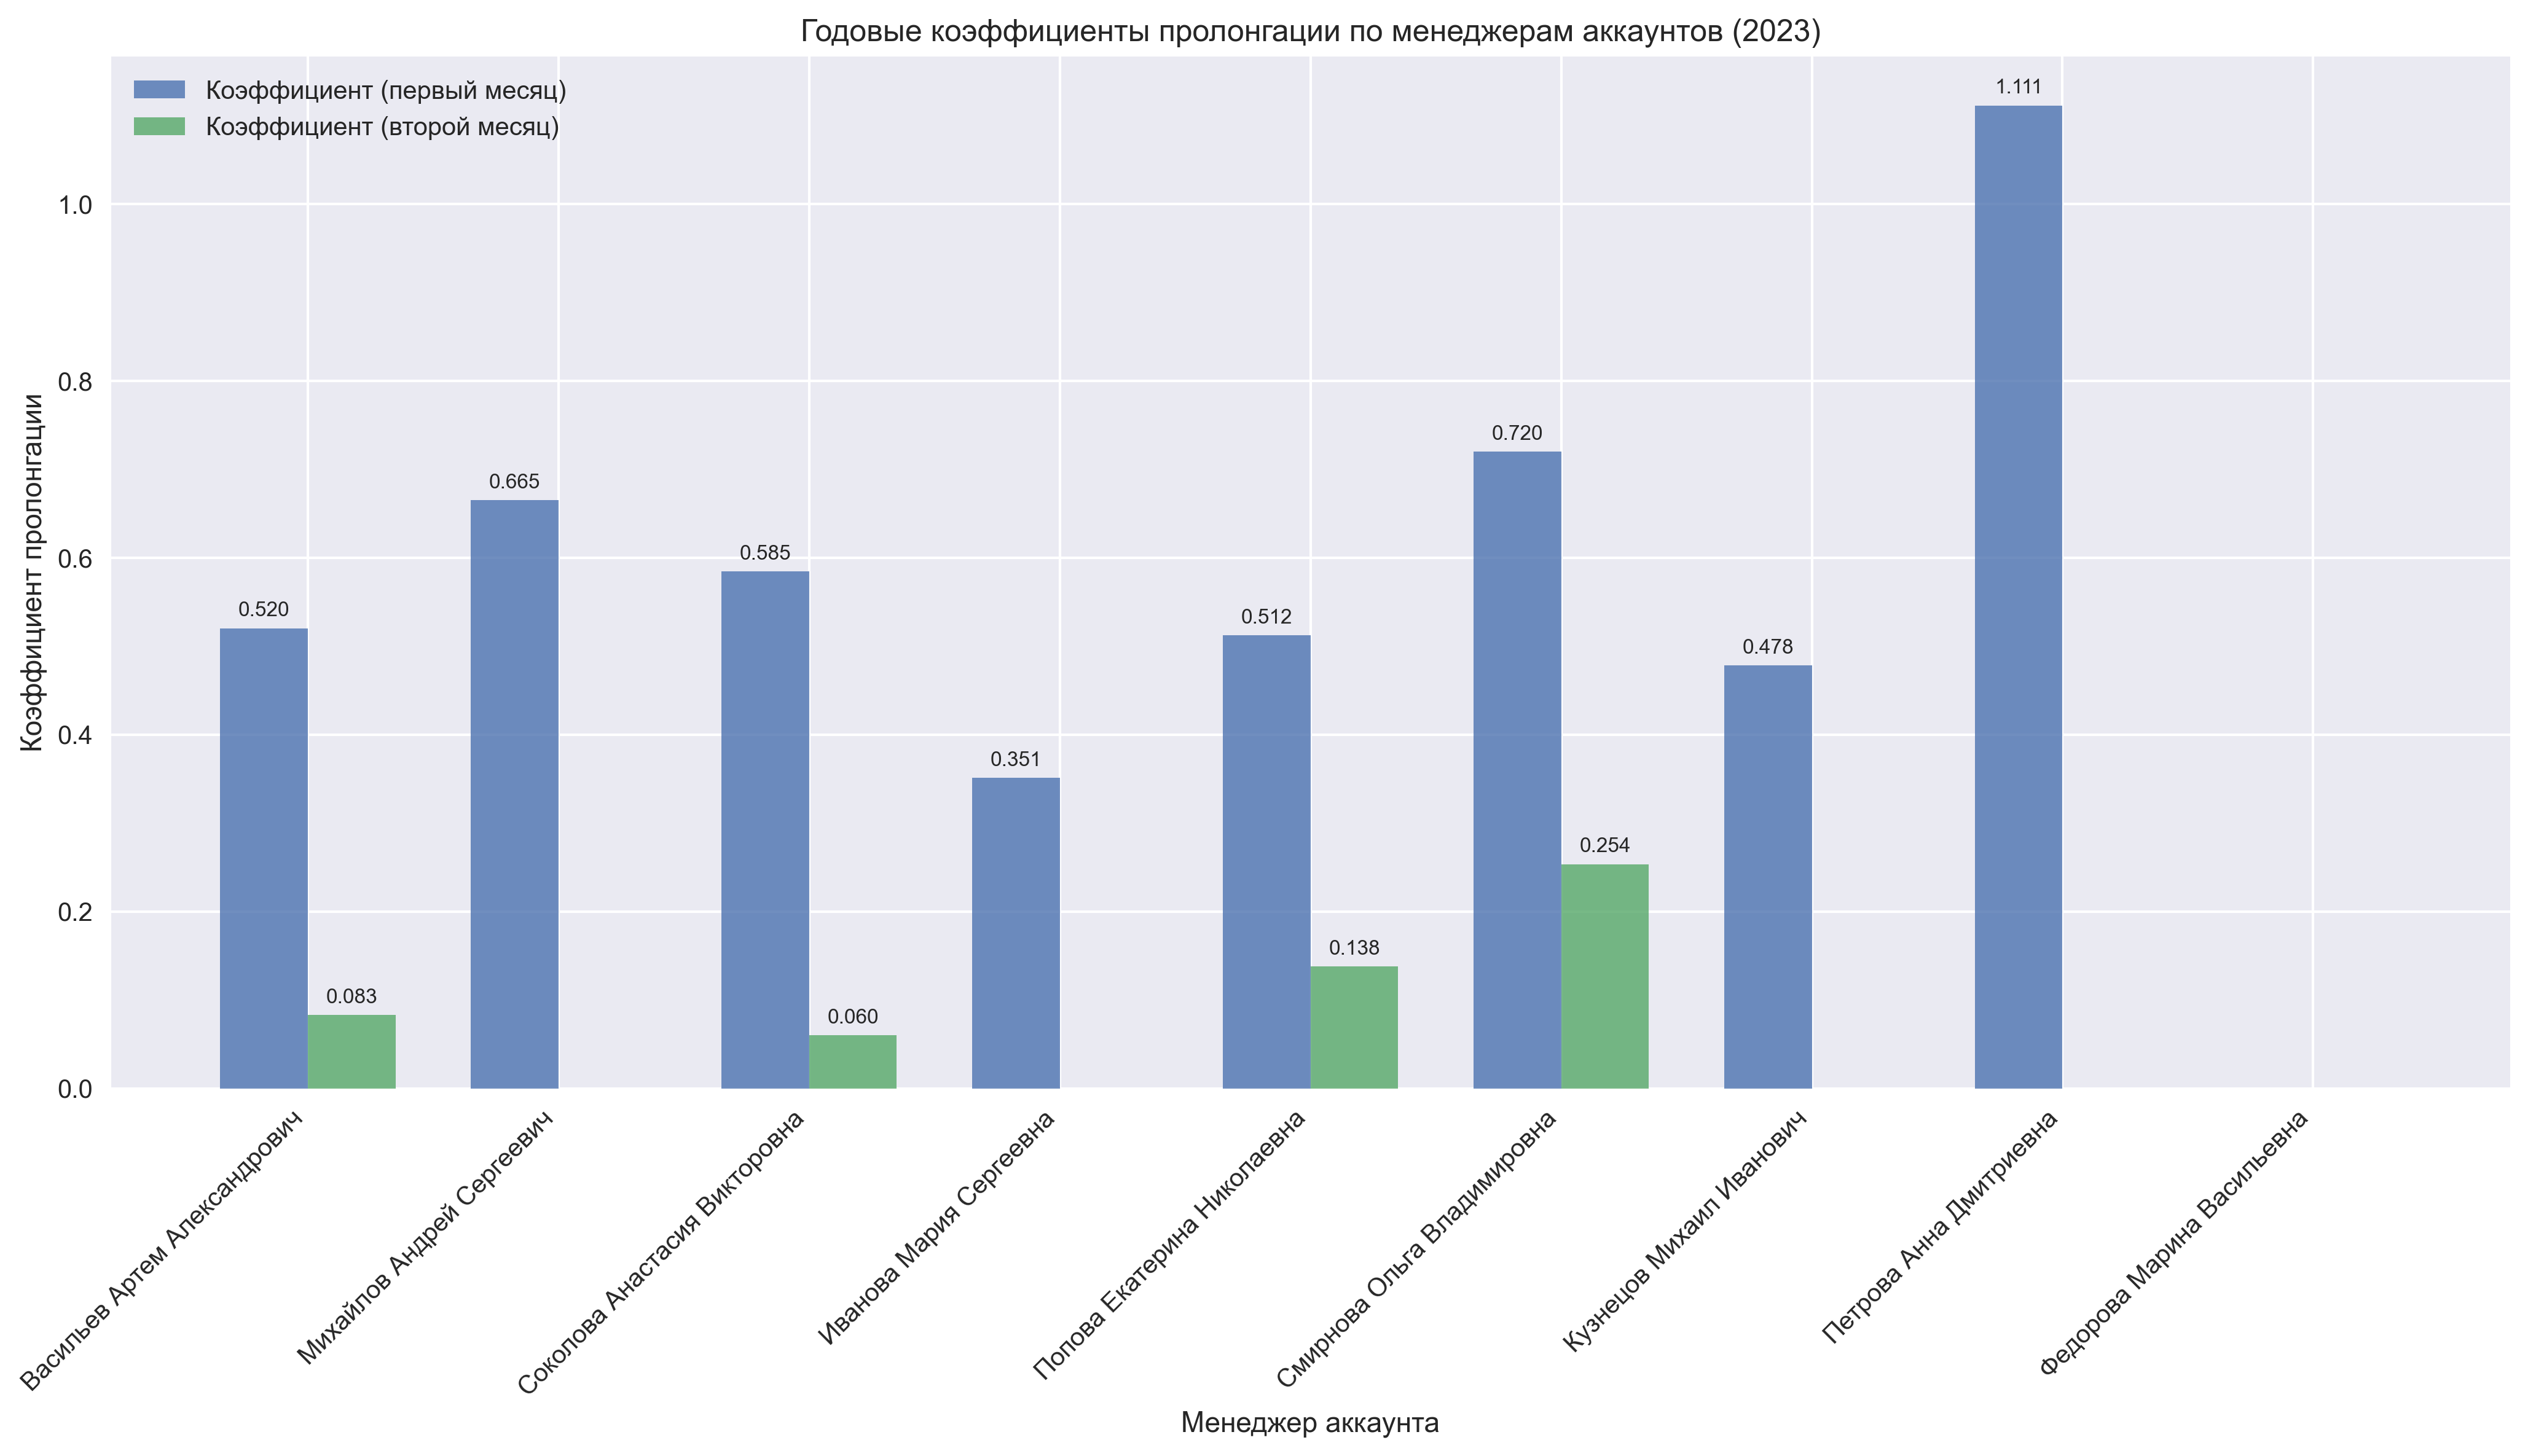 Годовые коэффициенты пролонгации по менеджерам аккаунтов (2023)
Коэффициент (первый месяц)
Коэффициент (второй месяц)
Коэффициент пролонгации
1.0
0.8
0.6
0.4
0.2
0.0
0.520
0.083
0.665
0.585
0.060
0.351
0.512
0.138
0.720
0.254
0.478
1.111
Васильев Артем Александрович
Михайлов Андрей Сергеевич
Соколова Анастасия Викторовна
Иванова Мария Сергеевна
Попова Екатерина Николаевна
Смирнова Ольга Владимировна
Кузнецов Михаил Иванович
Петрова Анна Дмитриевна
Федорова Марина Васильевна
Менеджер аккаунта